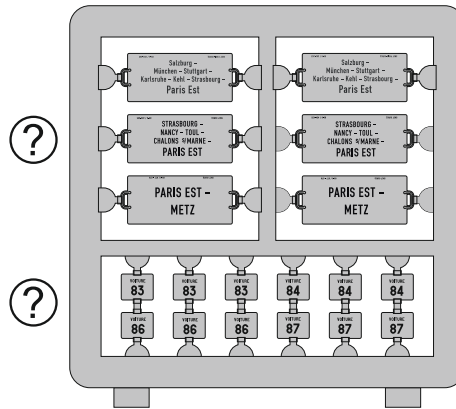 Salzburg –
München – Stuttgart –
Karlsruhe – Kehl – Strasbourg –
Paris Est
Salzburg –
München – Stuttgart –
Karlsruhe – Kehl – Strasbourg –
Paris Est
?
STRASBOURG –
NANCY – TOUL –
CHALONS S/MARNE –
PARIS EST
STRASBOURG –
NANCY – TOUL –
CHALONS S/MARNE –
PARIS EST
PARIS EST –
METZ
PARIS EST –
METZ
?
VOITURE VOITURE VOITURE VOITURE VOITURE VOITURE
83 83 83 84 84 84
VOITURE VOITURE VOITURE VOITURE VOITURE VOITURE
86 86 86 87 87 87